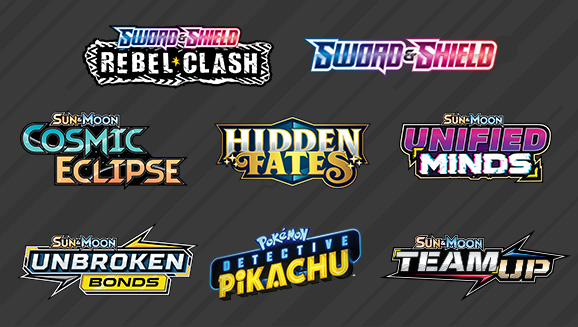 SWORD & SHIELD
REBEL CLASH
SWORD & SHIELD
SUN & MOON
COSMIC
ECLIPSE
HIDDEN
FATES
SUN & MOON
UNIFIED
MINDS
SUN & MOON
UNBROKEN
BONDS
POKéMON
DETECTIVE
PiKACHU
SUN & MOON
TEAM UP